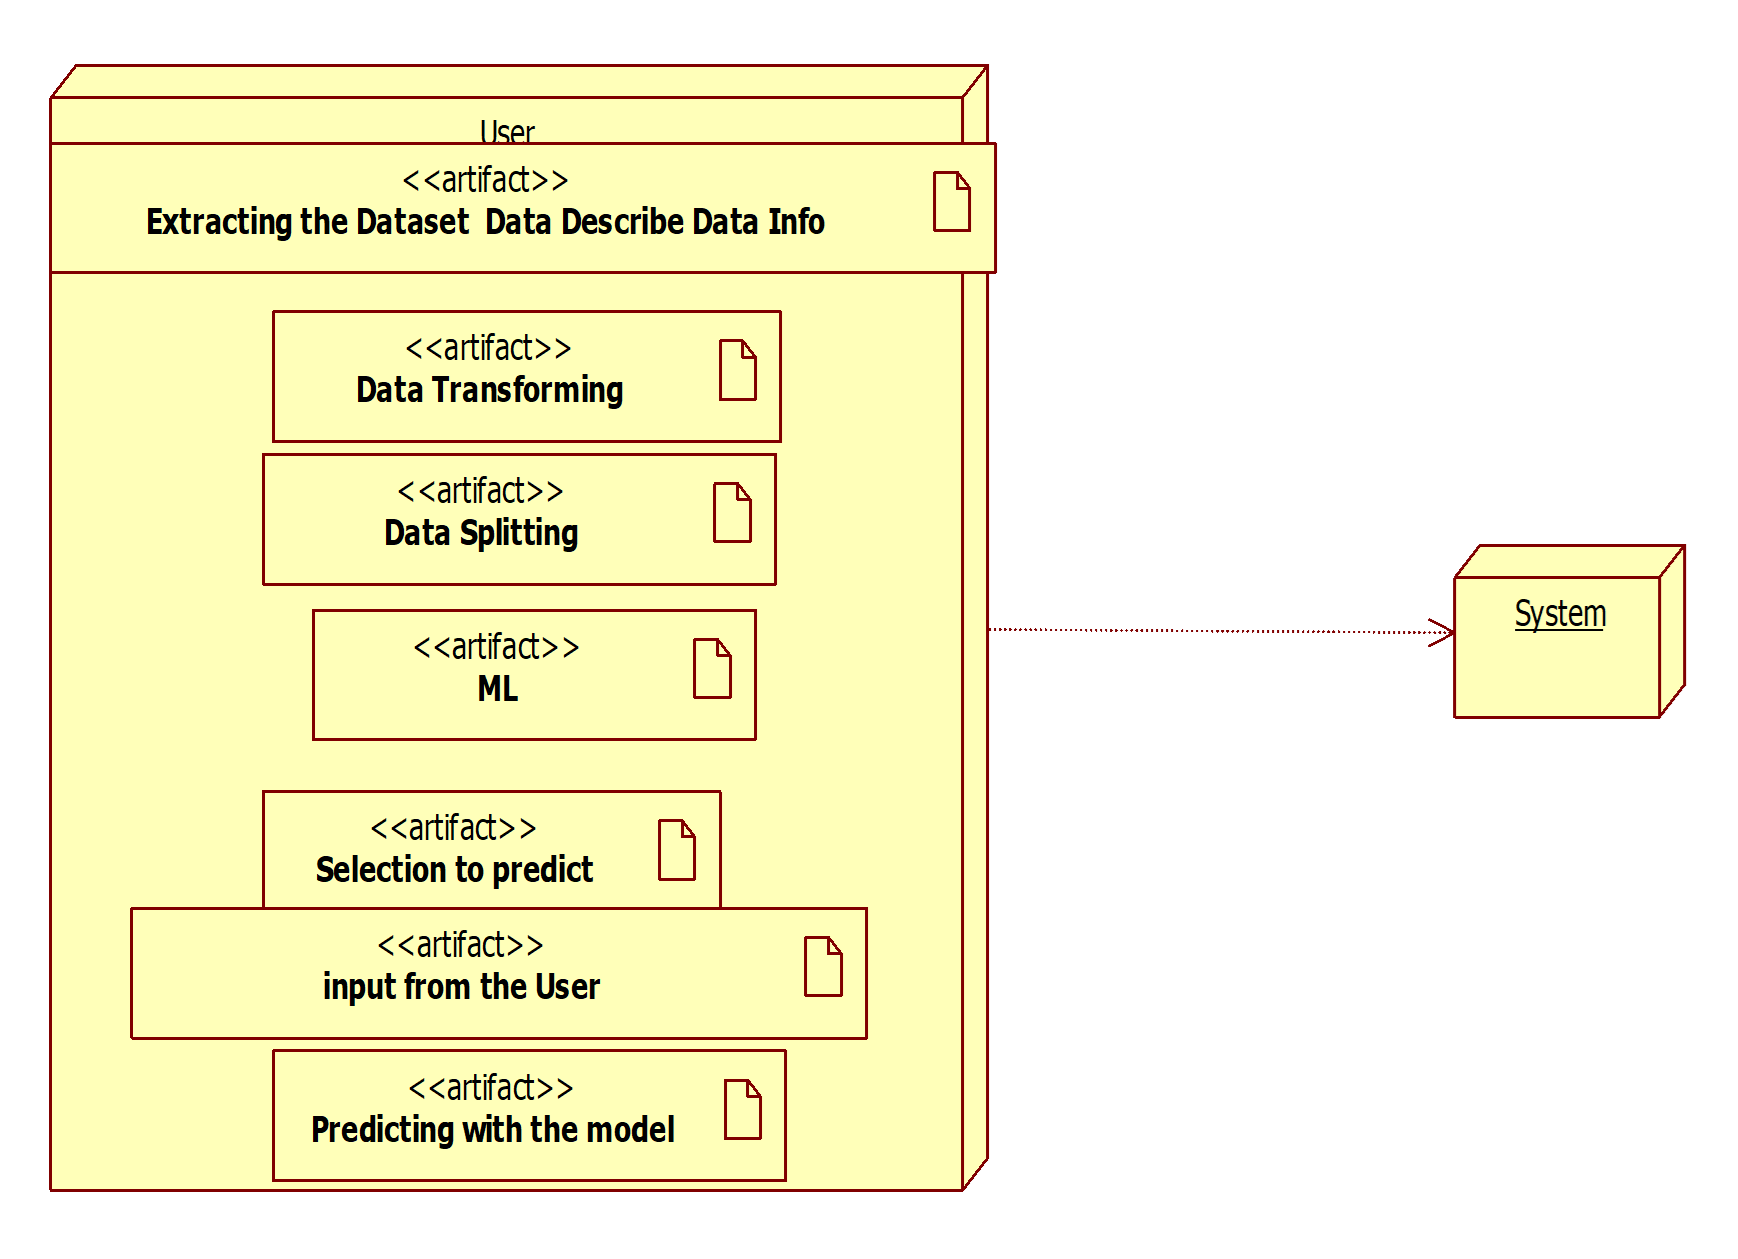 User
<<artifact>>
Extracting the Dataset  Data Describe Data Info
<<artifact>>
Data Transforming
<<artifact>>
Data Splitting
<<artifact>>
ML
System
<<artifact>>
Selection to predict
<<artifact>>
input from the User
<<artifact>>
Predicting with the model